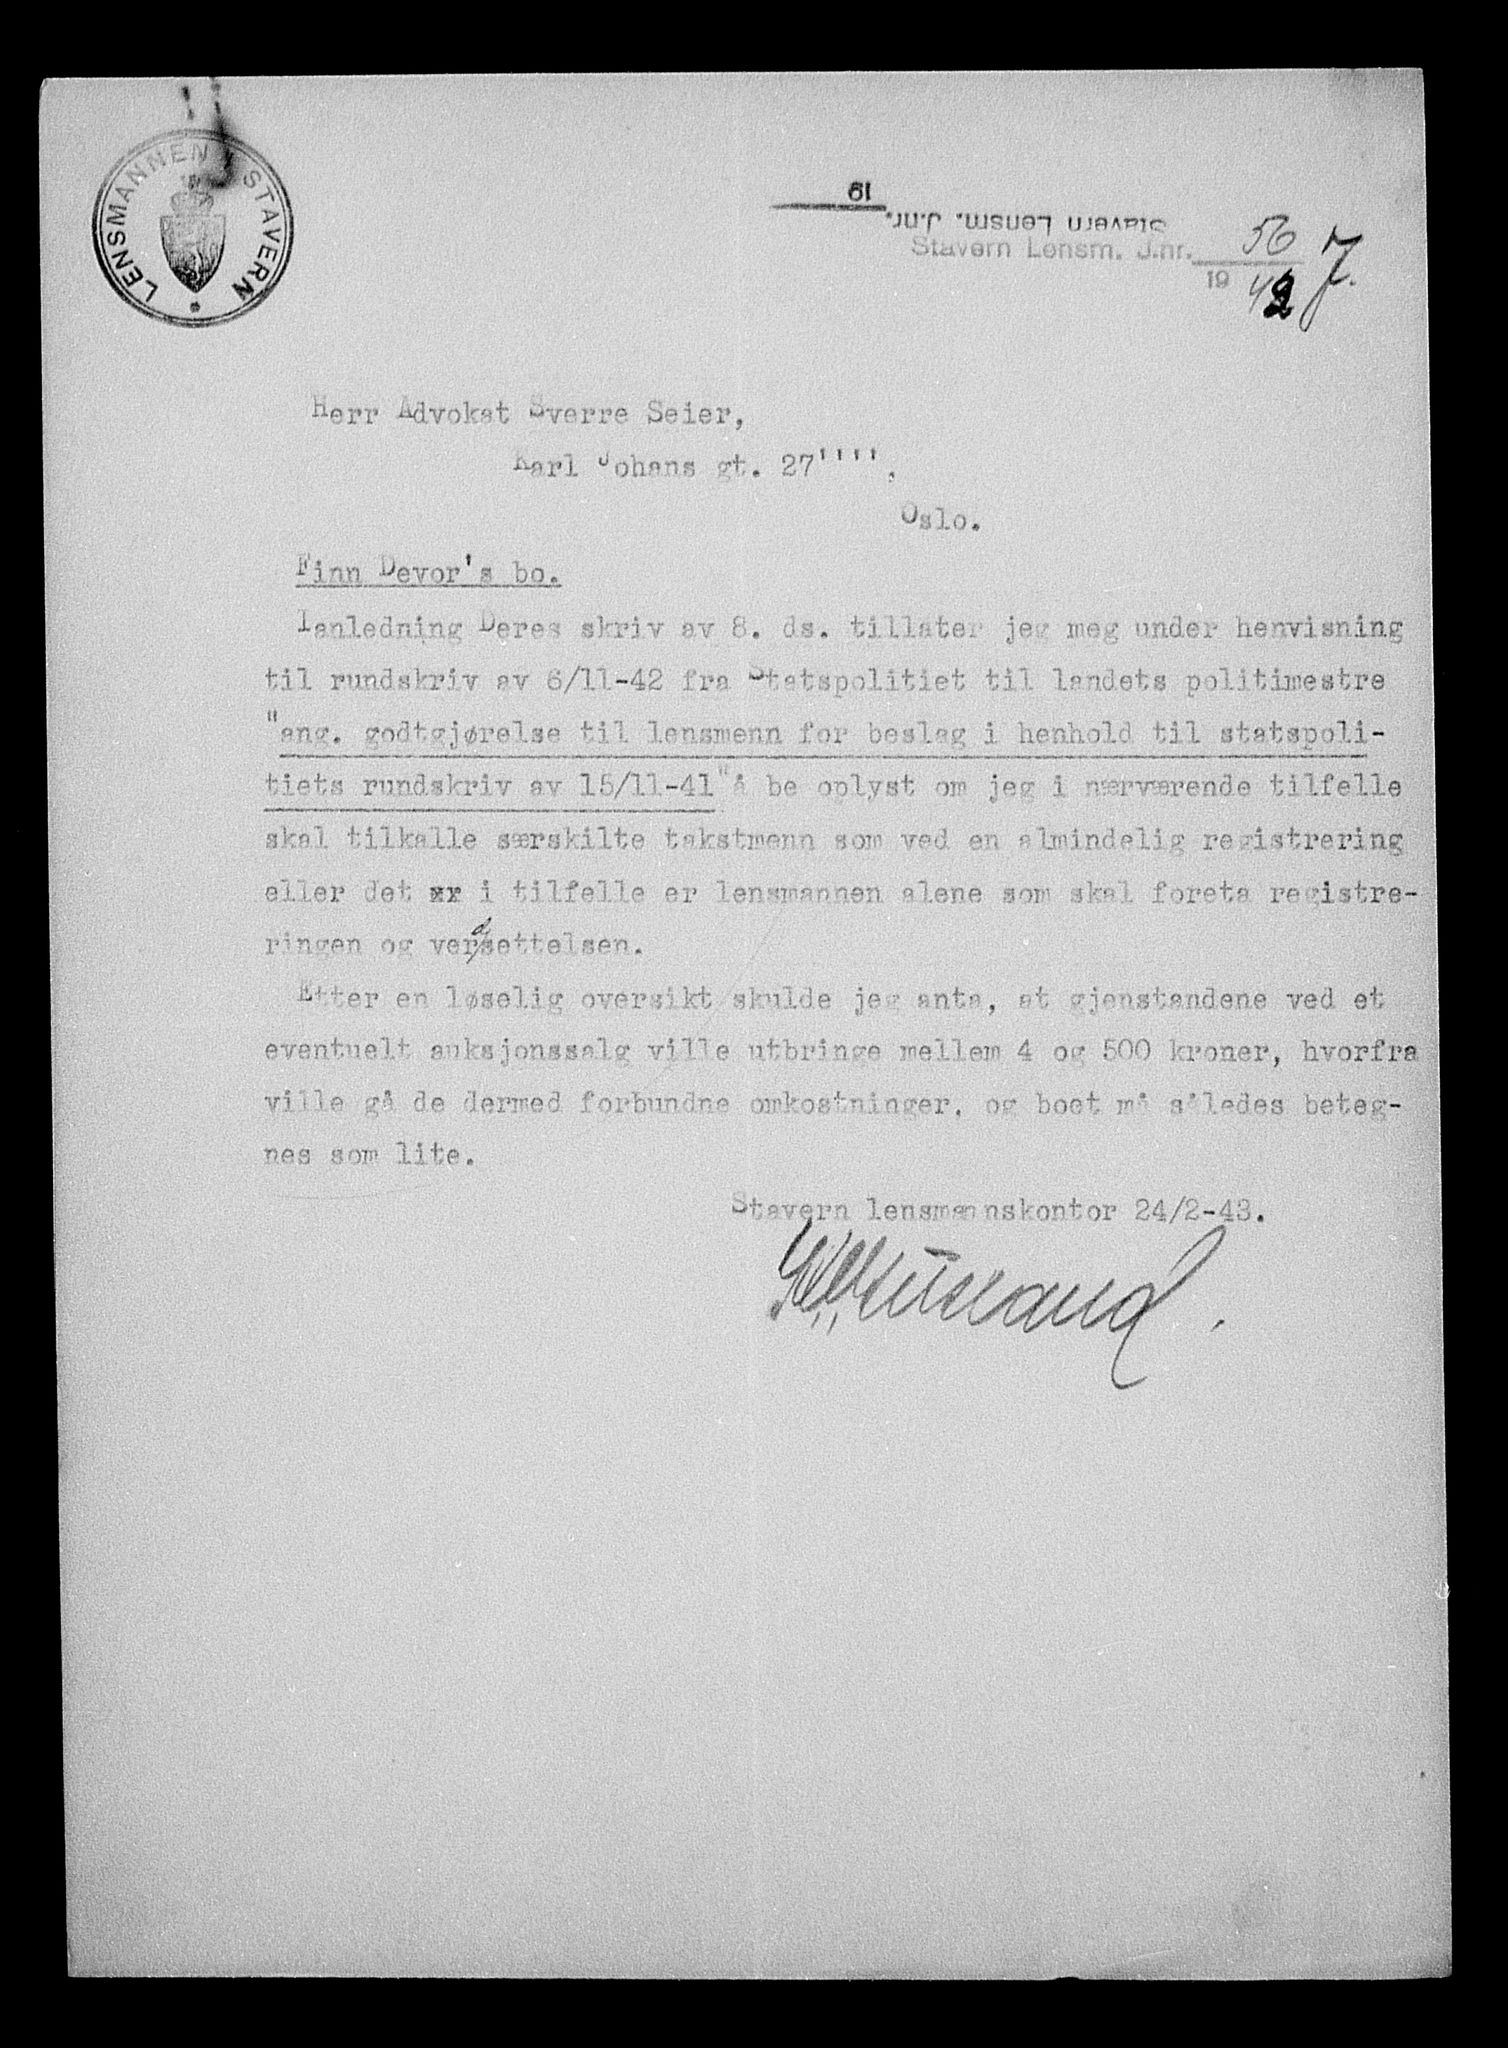 LENSMANNEN I STAVERN
19
Stavern Lensm. J.nr.
Stavern Lensm. J.nr. 56
19 42 J.
Herr Advokat Sverre Seier,
Karl Johans gt. 27'''',
Oslo.
Finn Devor's bo.
Ianledning Deres skriv av 8. ds. tillater jeg meg under henvisning
til rundskriv av 6/11-42 fra Statspolitiet til landets politimestre
"ang. godtgjørelse til lensmenn for beslag i henhold til statspoli-
tiets rundskriv av 15/11-41" å be oplyst om jeg i nærværende tilfelle
skal tilkalle særskilte takstmenn som ved en almindelig registrering
eller det xr i tilfelle er lensmannen alene som skal foreta registre-
ringen og verdsettelsen.
Etter en løselig oversikt skulde jeg anta, at gjenstandene ved et
eventuelt auksjonssalg ville utbringe mellem 4 og 500 kroner, hvorfra
ville gå de dermed forbundne omkostninger, og boet må således beteg-
nes som lite.
Stavern lensmannskontor 24/2-43.